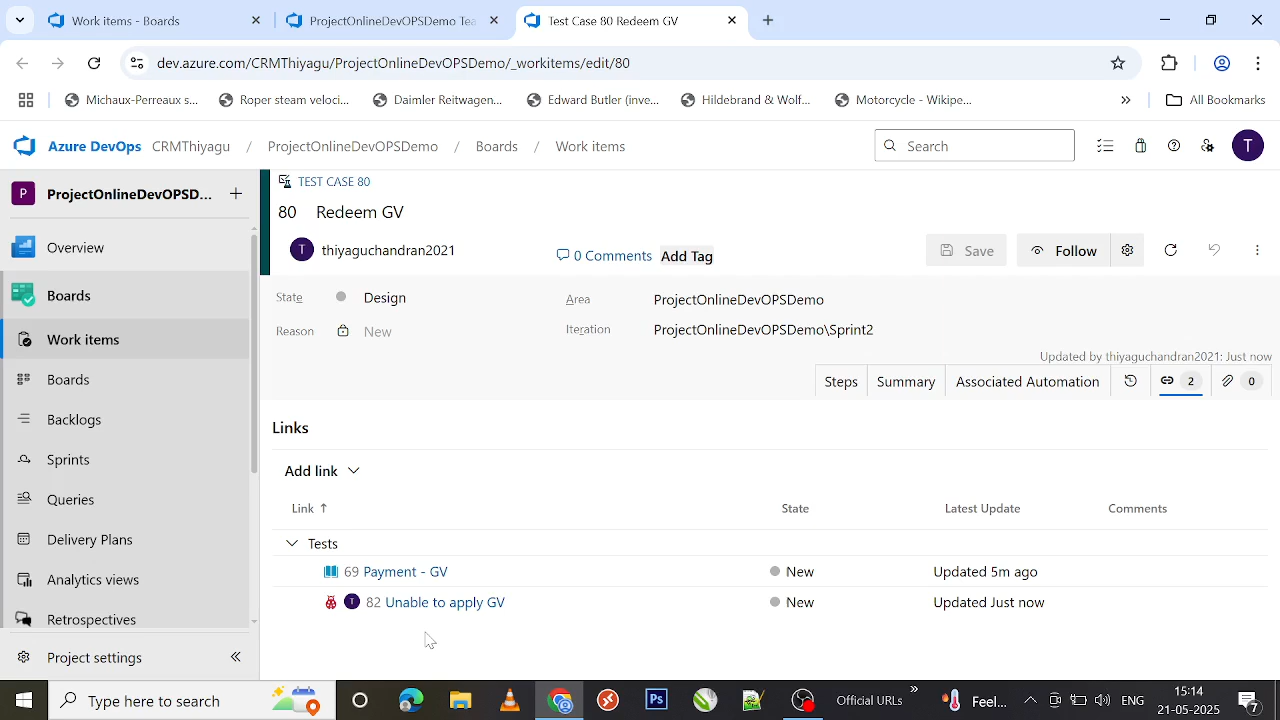 Work items - Boards
ProjectOnlineDevOPSDemo Tea
Test Case 80 Redeem GV
dev.azure.com/CRMThiyagu/ProjectOnlineDevOPSDemo/_workitems/edit/80
Michaux-Perreaux s...
Roper steam veloci...
Daimler Reitwagen...
Edward Butler (inve...
Hildebrand & Wolf...
Motorcycle - Wikipe...
»
All Bookmarks
Azure DevOps CRMThiyagu / ProjectOnlineDevOPSDemo / Boards / Work items
Search
T
P ProjectOnlineDevOPSD... +
Overview
Boards
Work items
Boards
Backlogs
Sprints
Queries
Delivery Plans
Analytics views
Retrospectives
Project settings
TEST CASE 80
80 Redeem GV
T thiyaguchandran2021
0 Comments
Add Tag
Save
Follow
State Design
Area ProjectOnlineDevOPSDemo
Reason New
Iteration ProjectOnlineDevOPSDemo\Sprint2
Updated by thiyaguchandran2021: Just now
Steps Summary Associated Automation 2 0
Links
Add link
Link ↑ State Latest Update Comments
Tests
69 Payment - GV New Updated 5m ago
T 82 Unable to apply GV New Updated Just now
Type here to search
Ps
Official URLs
»
Feel...
ENG
15:14
21-05-2025
7